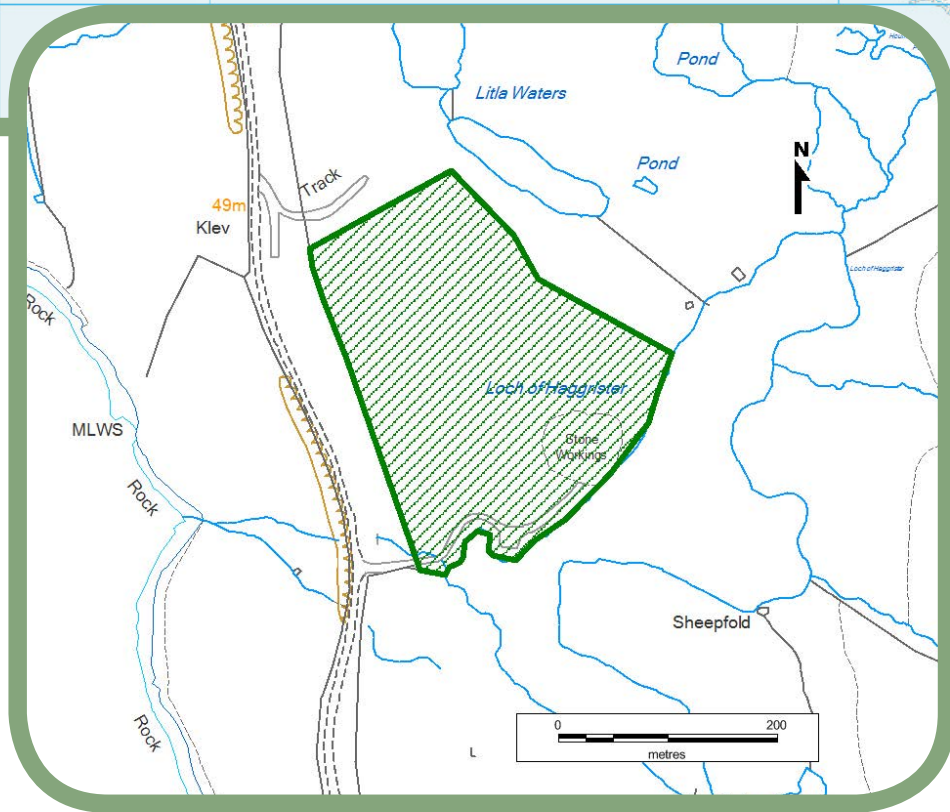 Pond
Litla Waters
N
Pond
Track
49m
Klev
Loch of Haggrister
Rock
Loch of Haggrister
MLWS
Stone
Workings
Rock
Sheepfold
Rock
L
0 200
metres